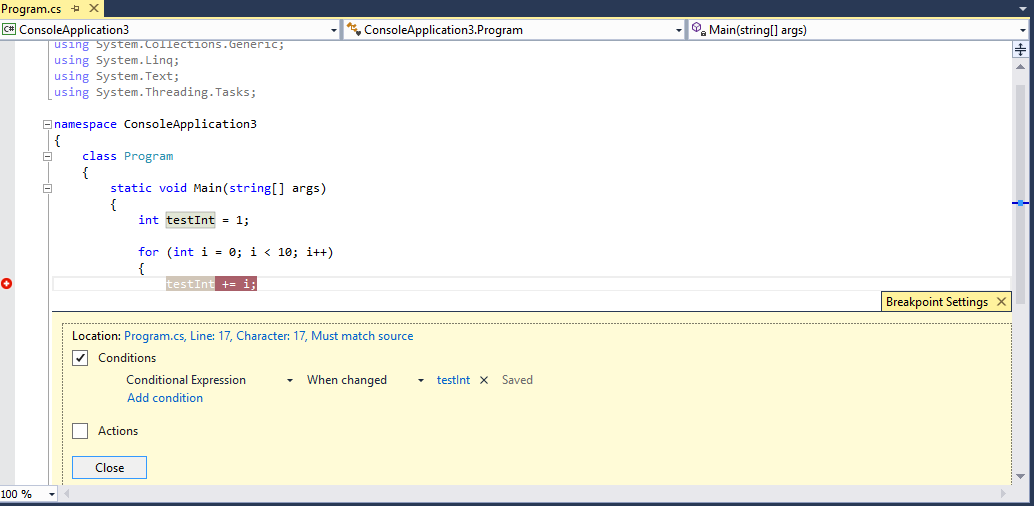 Program.cs
C# ConsoleApplication3 ConsoleApplication3.Program Main(string[] args)
using System.Collections.Generic;
using System.Linq;
using System.Text;
using System.Threading.Tasks;
namespace ConsoleApplication3
{
class Program
{
static void Main(string[] args)
{
int testInt = 1;
for (int i = 0; i < 10; i++)
{
testInt += i;
Breakpoint Settings
Location: Program.cs, Line: 17, Character: 17, Must match source
Conditions
Conditional Expression When changed testInt Saved
Add condition
Actions
Close
100 %